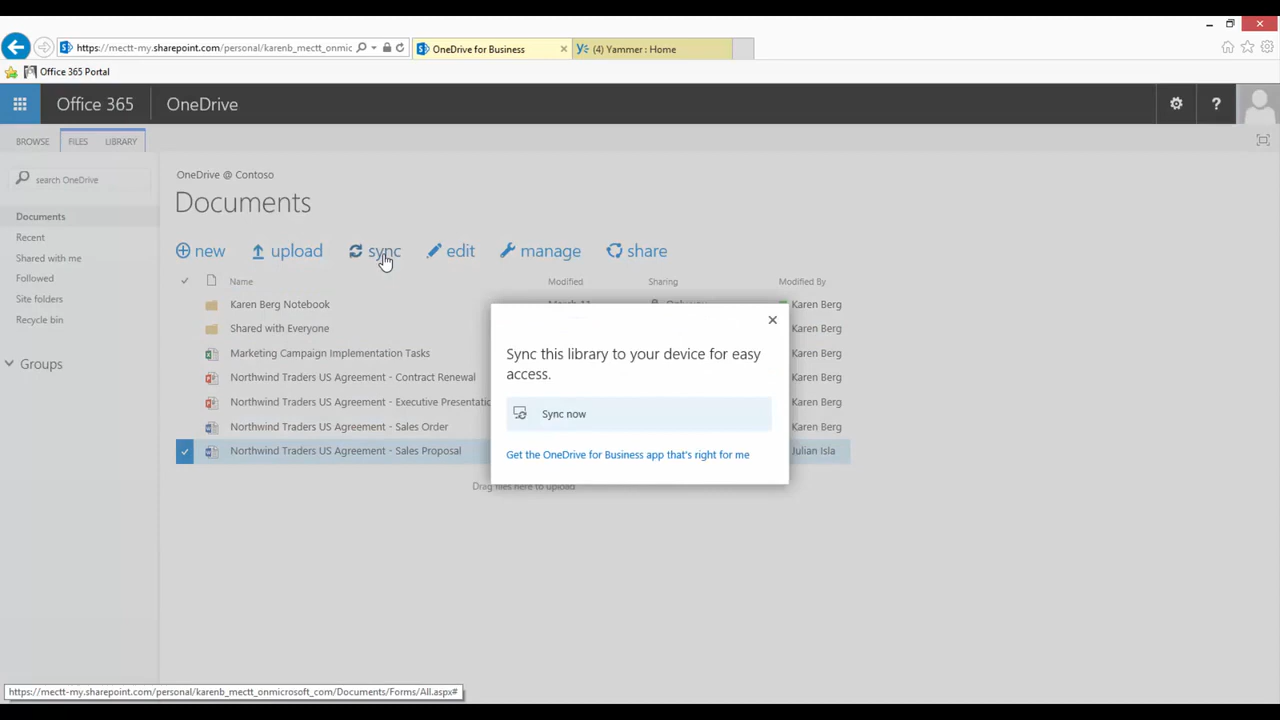 https://mectt-my.sharepoint.com/personal/karenb_mectt_onmic
OneDrive for Business
(4) Yammer : Home
Office 365 Portal
Office 365
OneDrive
?
BROWSE
FILES
LIBRARY
search OneDrive
OneDrive @ Contoso
Documents
Documents
Recent
Shared with me
Followed
Site folders
Recycle bin
Groups
new
upload
sync
edit
manage
share
Name
Modified
Sharing
Modified By
Karen Berg Notebook
Karen Berg
Shared with Everyone
Karen Berg
Marketing Campaign Implementation Tasks
Karen Berg
Northwind Traders US Agreement - Contract Renewal
Karen Berg
Northwind Traders US Agreement - Executive Presentatio
Karen Berg
Northwind Traders US Agreement - Sales Order
Karen Berg
Northwind Traders US Agreement - Sales Proposal
Julian Isla
Drag files here to upload
Sync this library to your device for easy
access.
Sync now
Get the OneDrive for Business app that's right for me
https://mectt-my.sharepoint.com/personal/karenb_mectt_onmicrosoft_com/Documents/Forms/All.aspx#